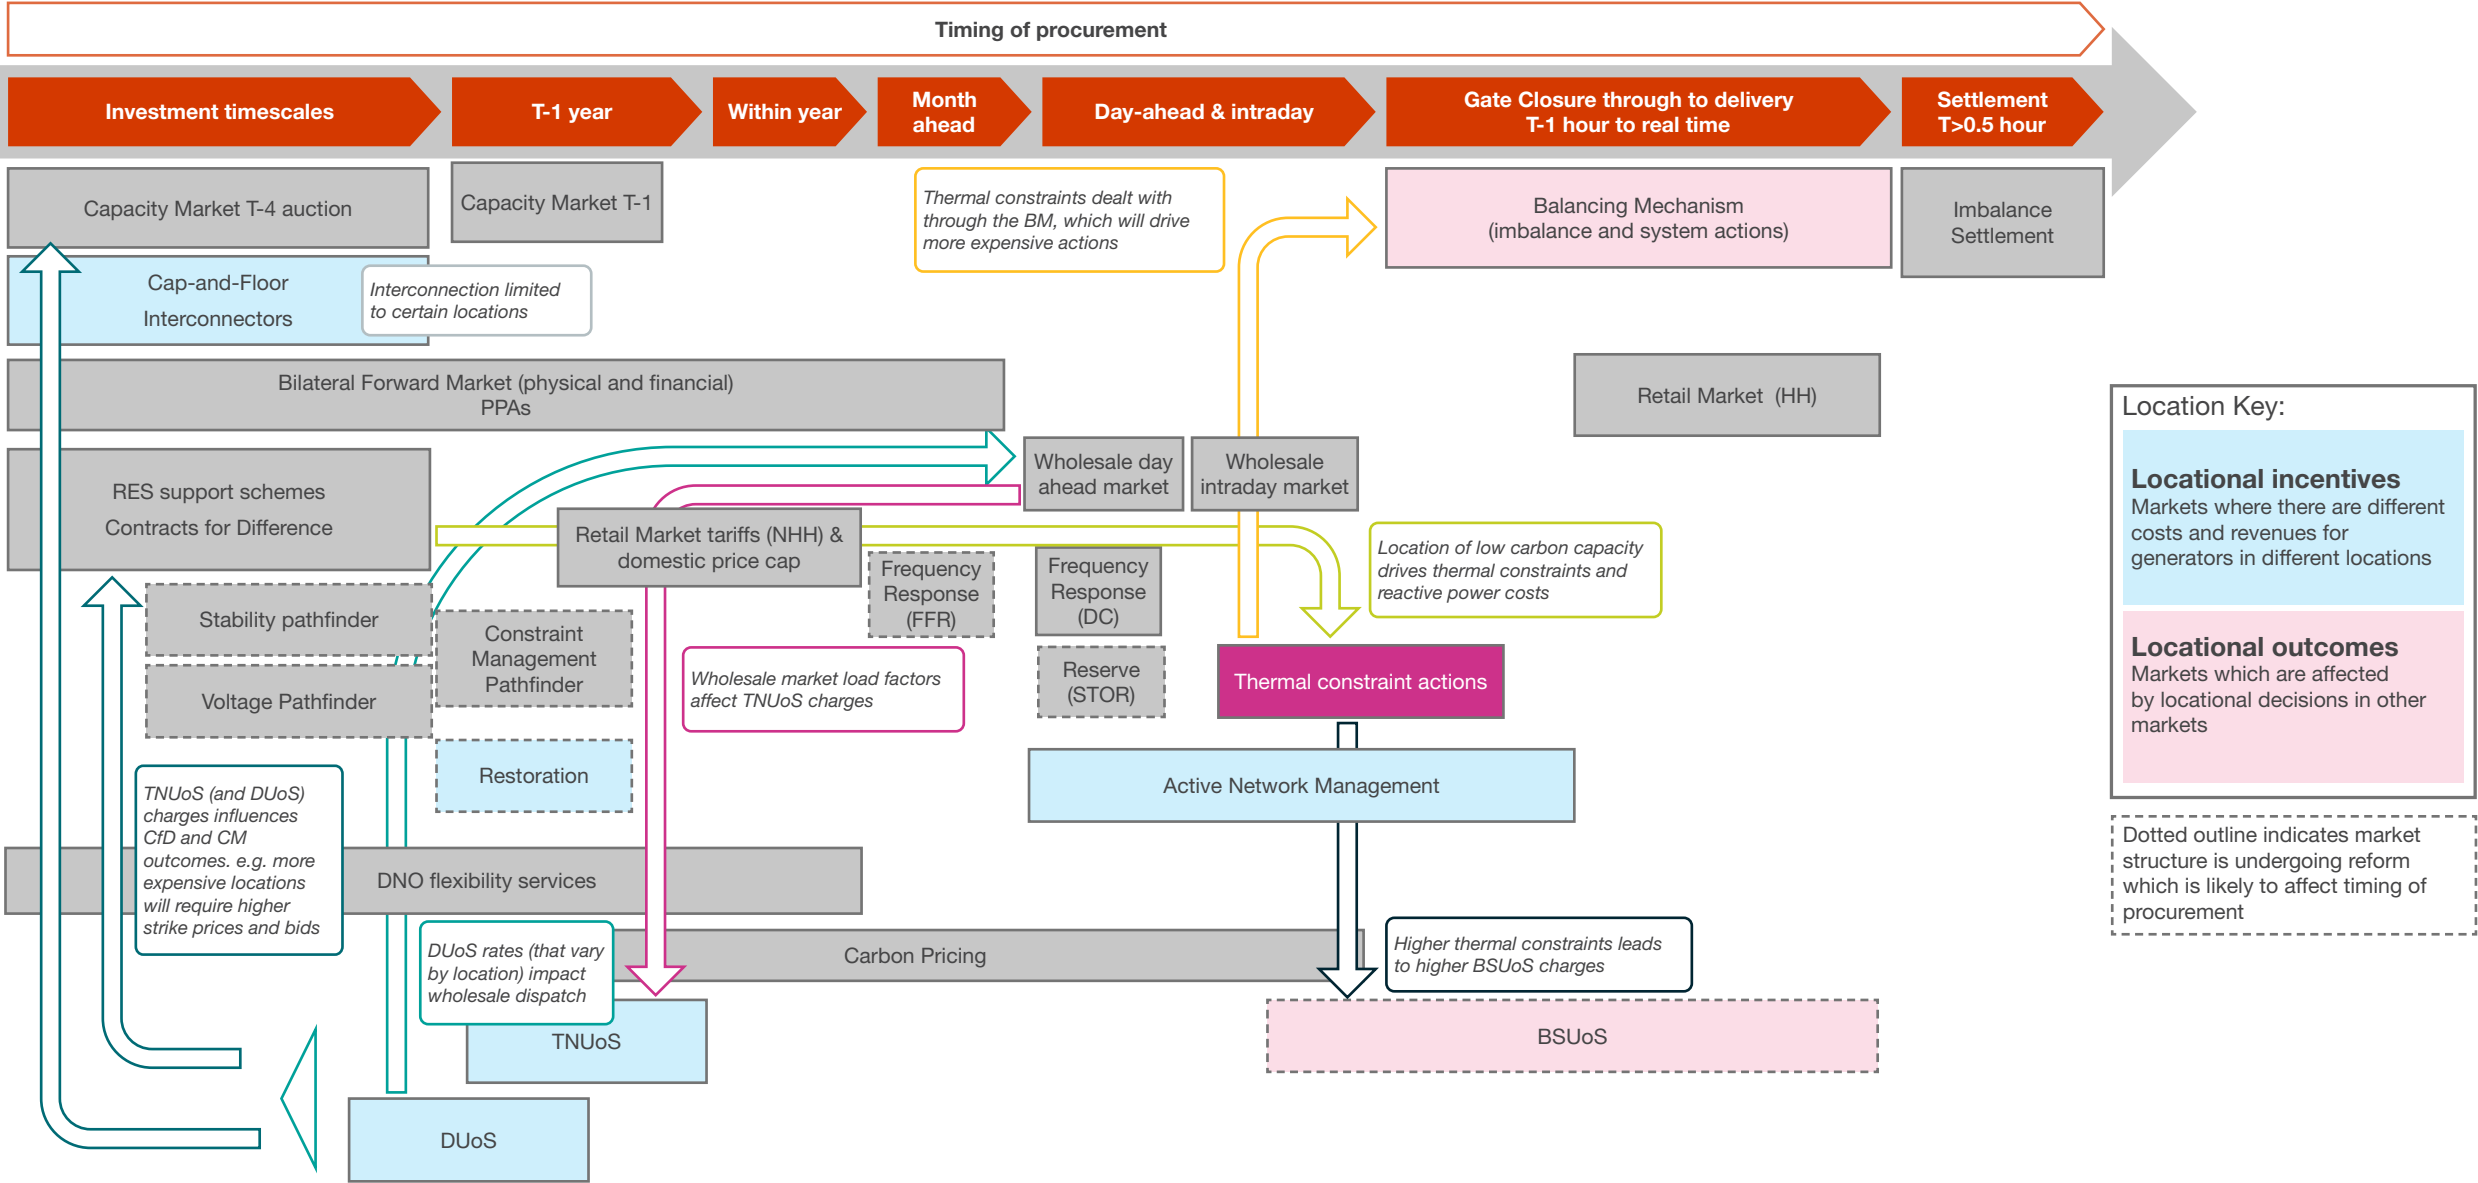 Timing of procurement
Investment timescales
T-1 year
Within year
Month
ahead
Day-ahead & intraday
Gate Closure through to delivery
T-1 hour to real time
Settlement
T>0.5 hour
Capacity Market T-4 auction
Capacity Market T-1
Thermal constraints dealt with
through the BM, which will drive
more expensive actions
Balancing Mechanism
(imbalance and system actions)
Imbalance
Settlement
Cap-and-Floor
Interconnectors
Interconnection limited
to certain locations
Bilateral Forward Market (physical and financial)
PPAs
Retail Market (HH)
Location Key:
Locational incentives
Markets where there are different
costs and revenues for
generators in different locations
Locational outcomes
Markets which are affected
by locational decisions in other
markets
Dotted outline indicates market
structure is undergoing reform
which is likely to affect timing of
procurement
RES support schemes
Contracts for Difference
Wholesale day
ahead market
Wholesale
intraday market
Retail Market tariffs (NHH) &
domestic price cap
Frequency
Response
(FFR)
Frequency
Response
(DC)
Location of low carbon capacity
drives thermal constraints and
reactive power costs
Stability pathfinder
Constraint
Management
Pathfinder
Voltage Pathfinder
Wholesale market load factors
affect TNUoS charges
Reserve
(STOR)
Thermal constraint actions
Restoration
Active Network Management
TNUoS (and DUoS)
charges influences
CfD and CM
outcomes. e.g. more
expensive locations
will require higher
strike prices and bids
DNO flexibility services
DUoS rates (that vary
by location) impact
wholesale dispatch
Carbon Pricing
Higher thermal constraints leads
to higher BSUoS charges
TNUoS
BSUoS
DUoS